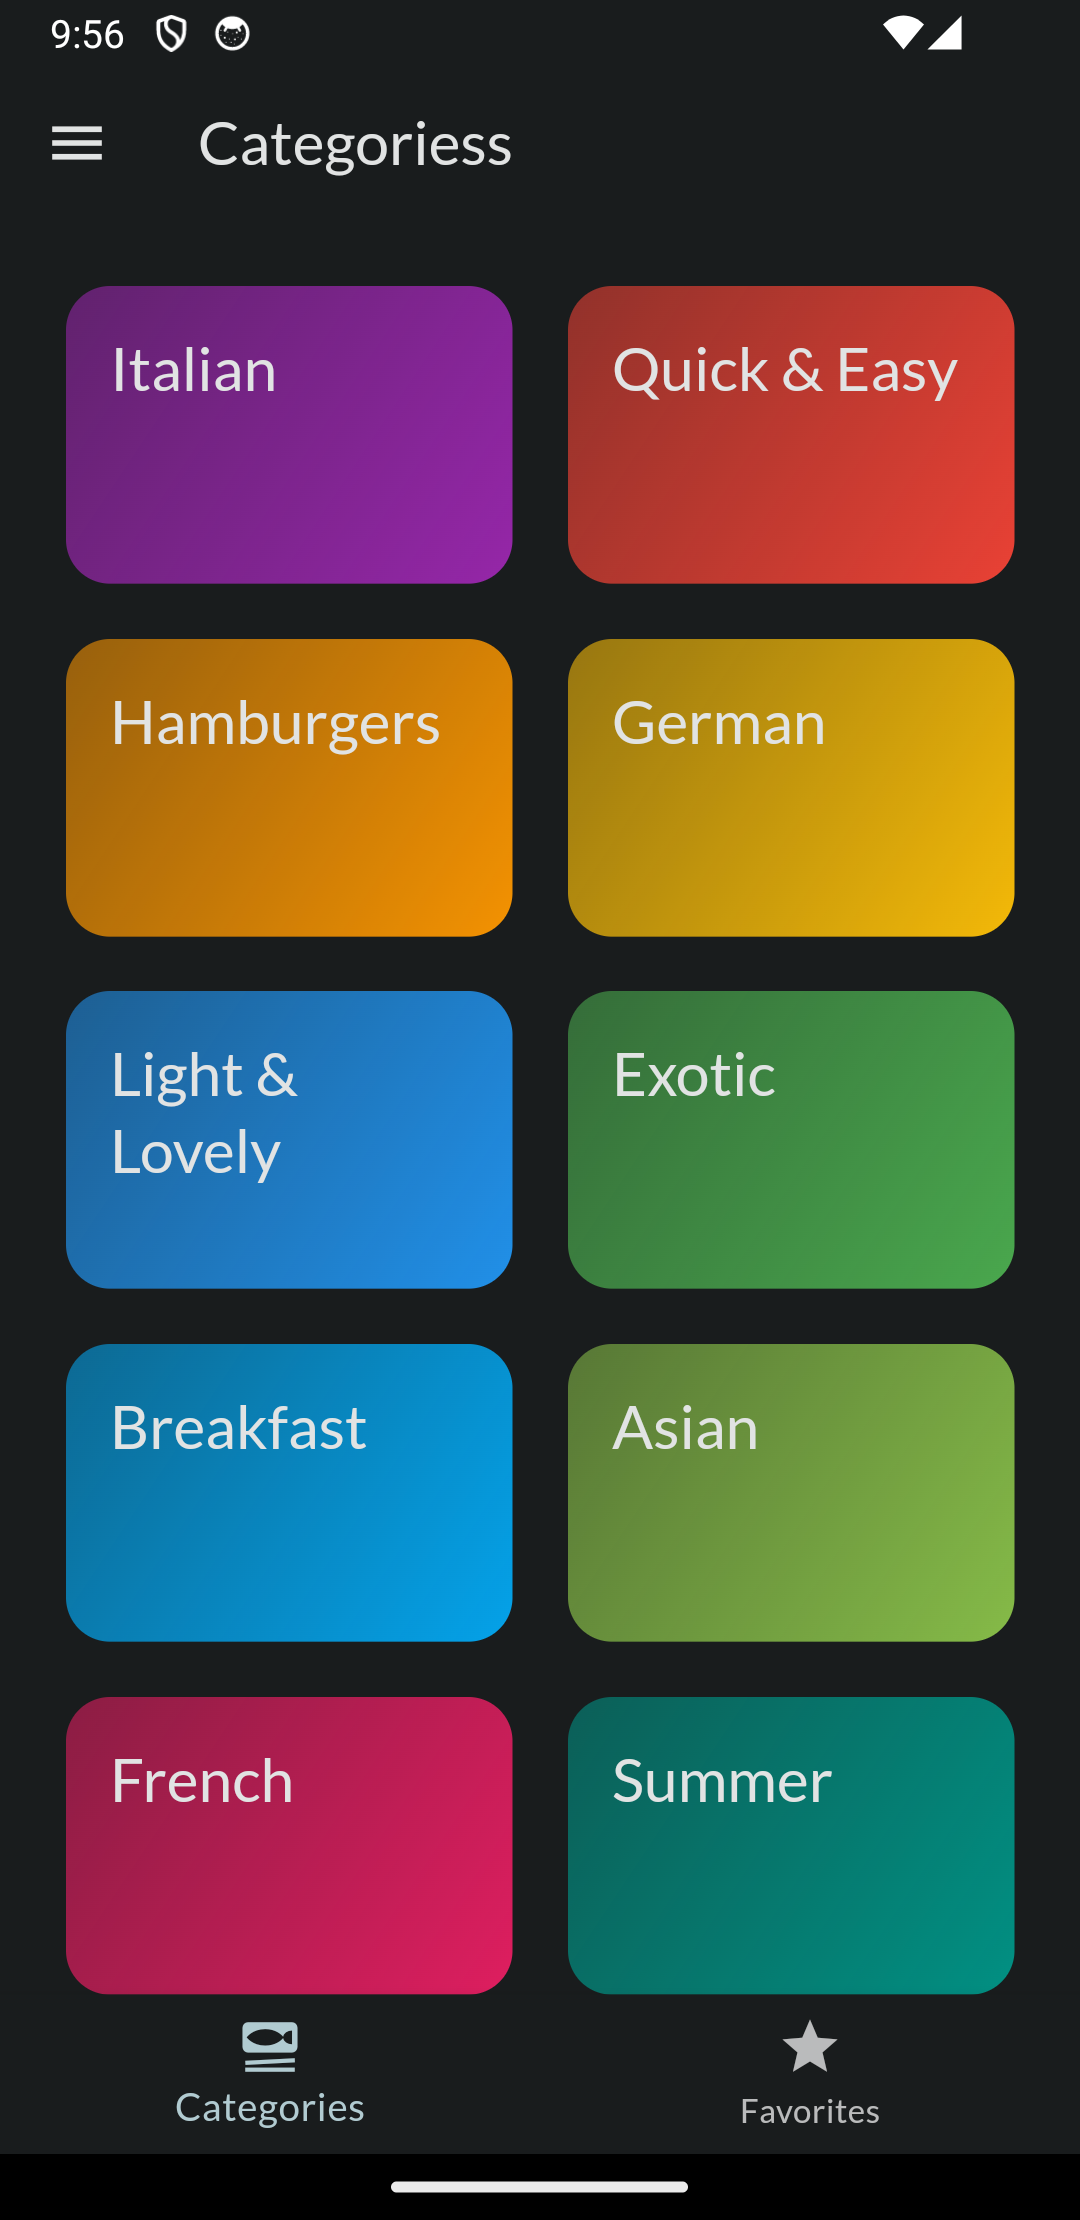 9:56
Categoriess
Italian
Quick & Easy
Hamburgers
German
Light &
Lovely
Exotic
Breakfast
Asian
French
Summer
Categories
Favorites